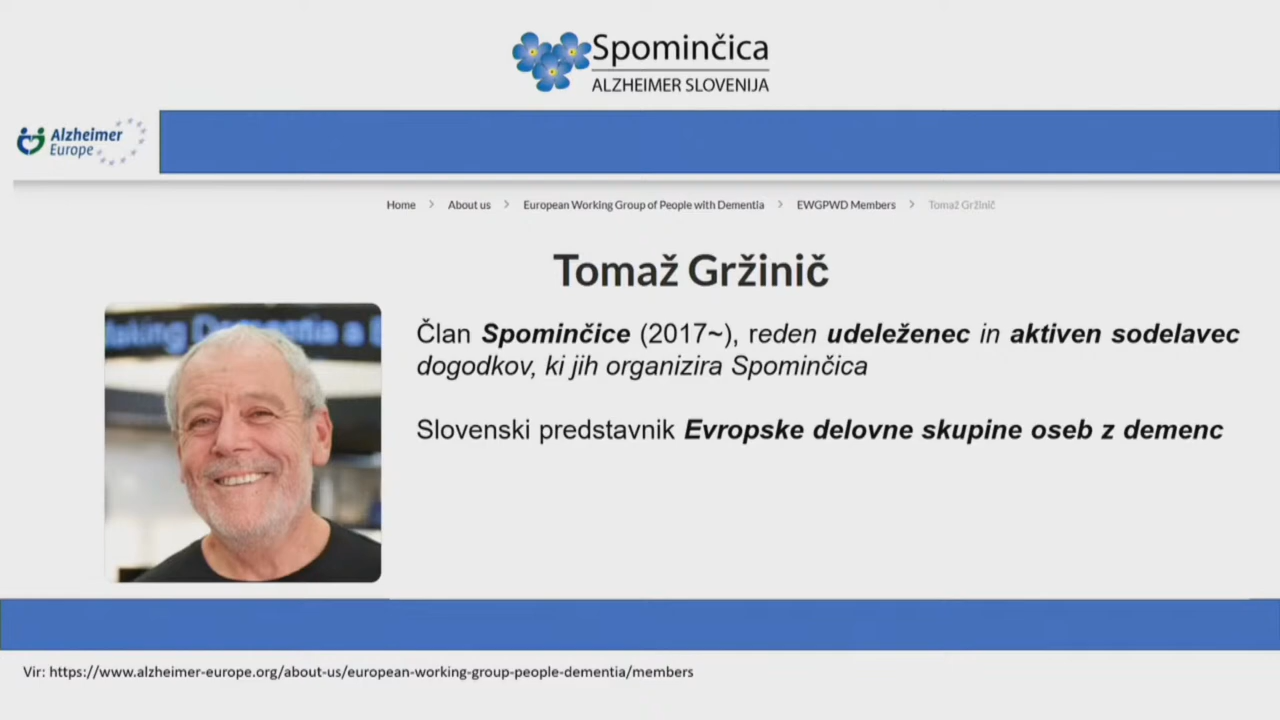 Spominčica
ALZHEIMER SLOVENIJA
Alzheimer
Europe
Home > About us > European Working Group of People with Dementia > EWGPWD Members > Tomaž Gržinič
Tomaž Gržinič
Član Spominčice (2017~), reden udeleženec in aktiven sodelavec
dogodkov, ki jih organizira Spominčica
Slovenski predstavnik Evropske delovne skupine oseb z demenc
Vir: https://www.alzheimer-europe.org/about-us/european-working-group-people-dementia/members